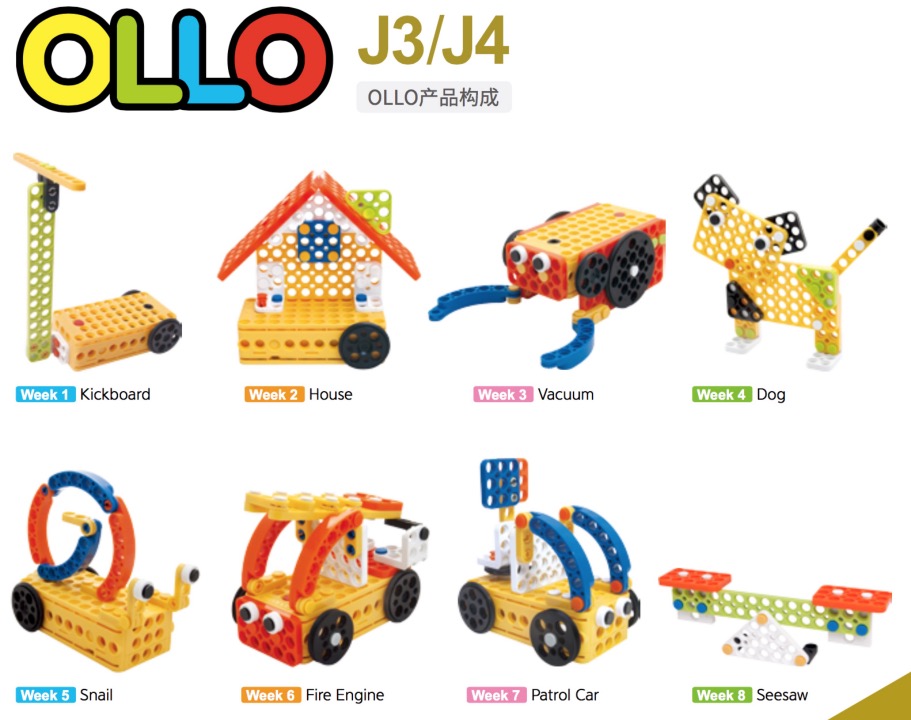 OLLO
J3/J4
OLLO产品构成
Week 1 Kickboard
Week 2 House
Week 3 Vacuum
Week 4 Dog
Week 5 Snail
Week 6 Fire Engine
Week 7 Patrol Car
Week 8 Seesaw